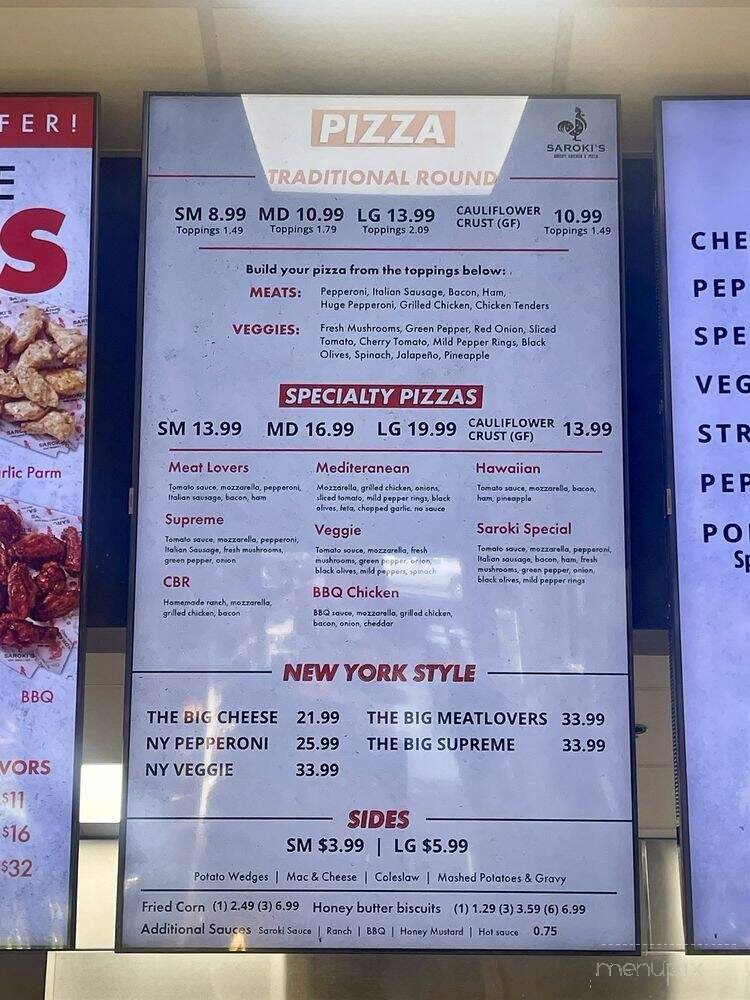 FER!
E
S
rlic Parm
BBQ
VORS
$11
$16
$32
PIZZA
SAROKI'S
TRADITIONAL ROUND
SM 8.99 MD 10.99 LG 13.99 CAULIFLOWER CRUST (GF) 10.99
Toppings 1.49 Toppings 1.79 Toppings 2.09 Toppings 1.49
Build your pizza from the toppings below:
MEATS: Pepperoni, Italian Sausage, Bacon, Ham,
Huge Pepperoni, Grilled Chicken, Chicken Tenders
VEGGIES: Fresh Mushrooms, Green Pepper, Red Onion, Sliced
Tomato, Cherry Tomato, Mild Pepper Rings, Black
Olives, Spinach, Jalapeño, Pineapple
SPECIALTY PIZZAS
SM 13.99 MD 16.99 LG 19.99 CAULIFLOWER CRUST (GF) 13.99
Meat Lovers
Tomato sauce, mozzarella, pepperoni,
Italian sausage, bacon, ham
Supreme
Tomato sauce, mozzarella, pepperoni,
Italian Sausage, fresh mushrooms,
green pepper, onion
CBR
Homemade ranch, mozzarella,
grilled chicken, bacon
Mediterranean
Mozzarella, grilled chicken, onions,
sliced tomato, mild pepper rings, black
olives, feta, chopped garlic, no sauce
Veggie
Tomato sauce, mozzarella, fresh
mushrooms, green pepper, onion,
black olives, mild peppers, spinach
BBQ Chicken
BBQ sauce, mozzarella, grilled chicken,
bacon, onion, cheddar
Hawaiian
Tomato sauce, mozzarella, bacon,
ham, pineapple
Saroki Special
Tomato sauce, mozzarella, pepperoni,
Italian sausage, bacon, ham, fresh
mushrooms, green pepper, onion,
black olives, mild pepper rings
NEW YORK STYLE
THE BIG CHEESE 21.99 THE BIG MEATLOVERS 33.99
NY PEPPERONI 25.99 THE BIG SUPREME 33.99
NY VEGGIE 33.99
SIDES
SM $3.99 | LG $5.99
Potato Wedges | Mac & Cheese | Coleslaw | Mashed Potatoes & Gravy
Fried Corn (1) 2.49 (3) 6.99 Honey butter biscuits (1) 1.29 (3) 3.59 (6) 6.99
Additional Sauces Saroki Sauce | Ranch | BBQ | Honey Mustard | Hot sauce 0.75
CHE
PEP
SPE
VEG
STR
PEP
PO
Sp
menupix